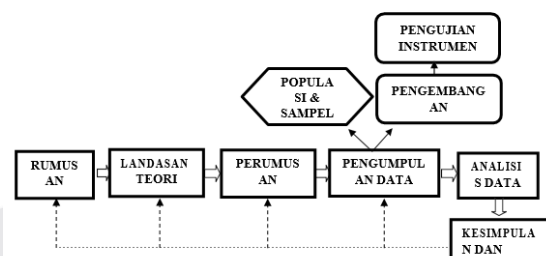 PENGUJIAN
INSTRUMEN
POPULA
SI &
SAMPEL
PENGEMBANG
AN
RUMUS
AN
LANDASAN
TEORI
PERUMUS
AN
PENGUMPUL
AN DATA
ANALISI
S DATA
KESIMPULA
N DAN